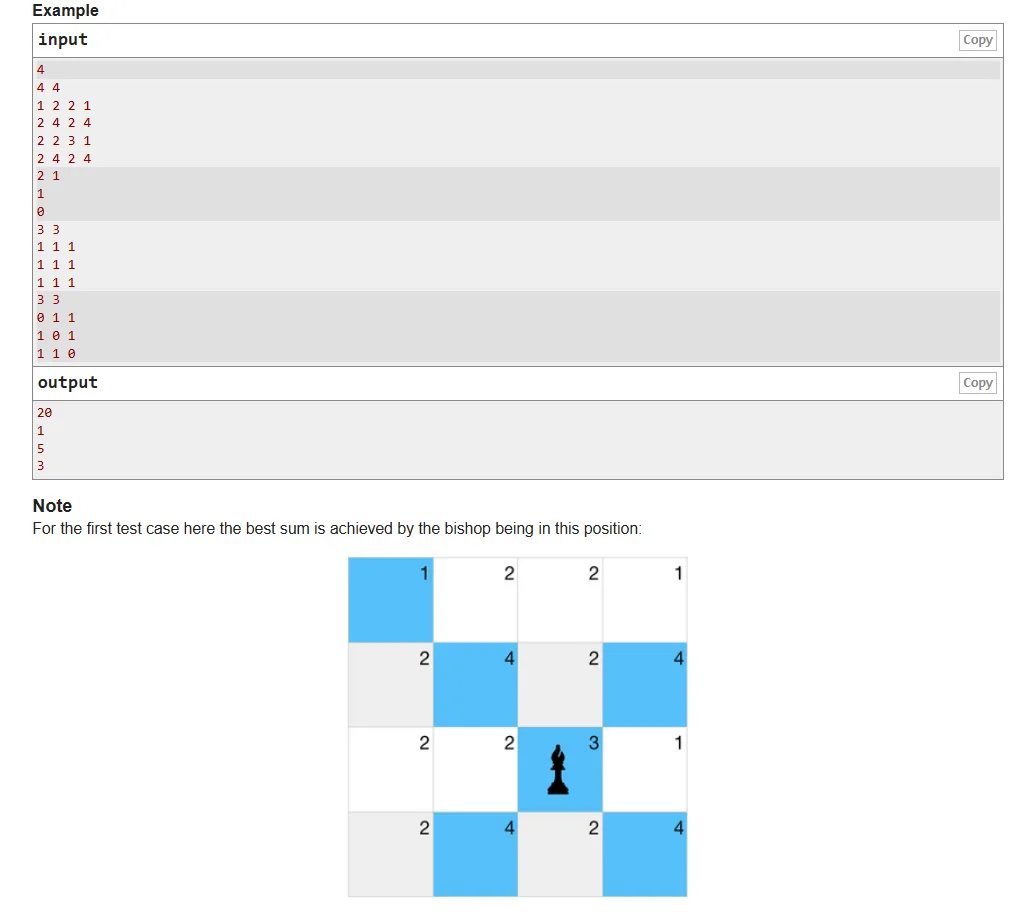 Example
input
Copy
4
4 4
1 2 2 1
2 4 2 4
2 2 3 1
2 4 2 4
2 1
1
0
3 3
1 1 1
1 1 1
1 1 1
3 3
0 1 1
1 0 1
1 1 0
output
Copy
20
1
5
3
Note
For the first test case here the best sum is achieved by the bishop being in this position:
1 2 2 1
2 4 2 4
2 2 3 1
2 4 2 4